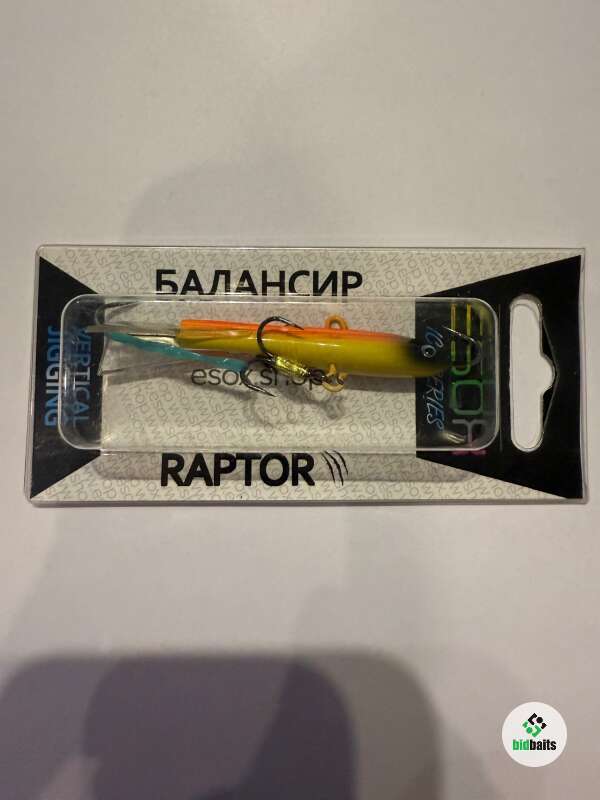 БАЛАНСИР
VERTICAL
JIGGING
esox.shop
ICE
SERIES
ESOX
RAPTOR
bidbaits